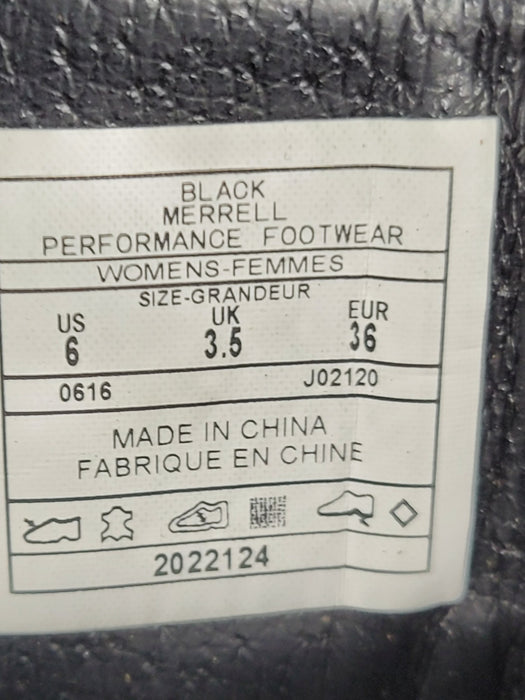 BLACK
MERRELL
PERFORMANCE FOOTWEAR
WOMENS-FEMMES
SIZE-GRANDEUR
US UK EUR
6 3.5 36
0616 J02120
MADE IN CHINA
FABRIQUE EN CHINE
2022124